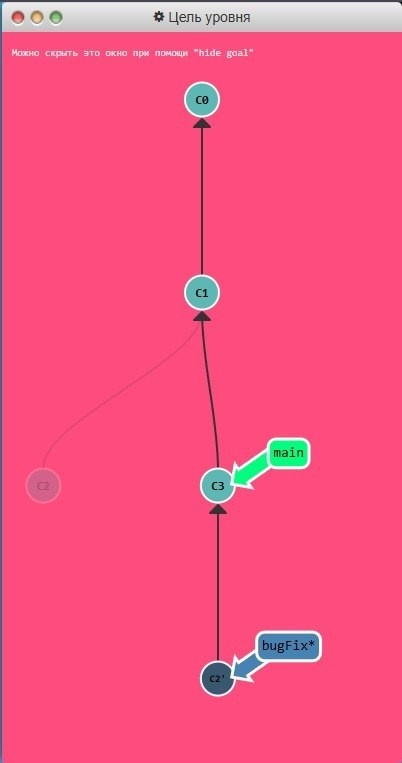 Цель уровня
Можно скрыть это окно при помощи "hide goal"
C0
C1
C2
C3
main
bugFix*
C2'